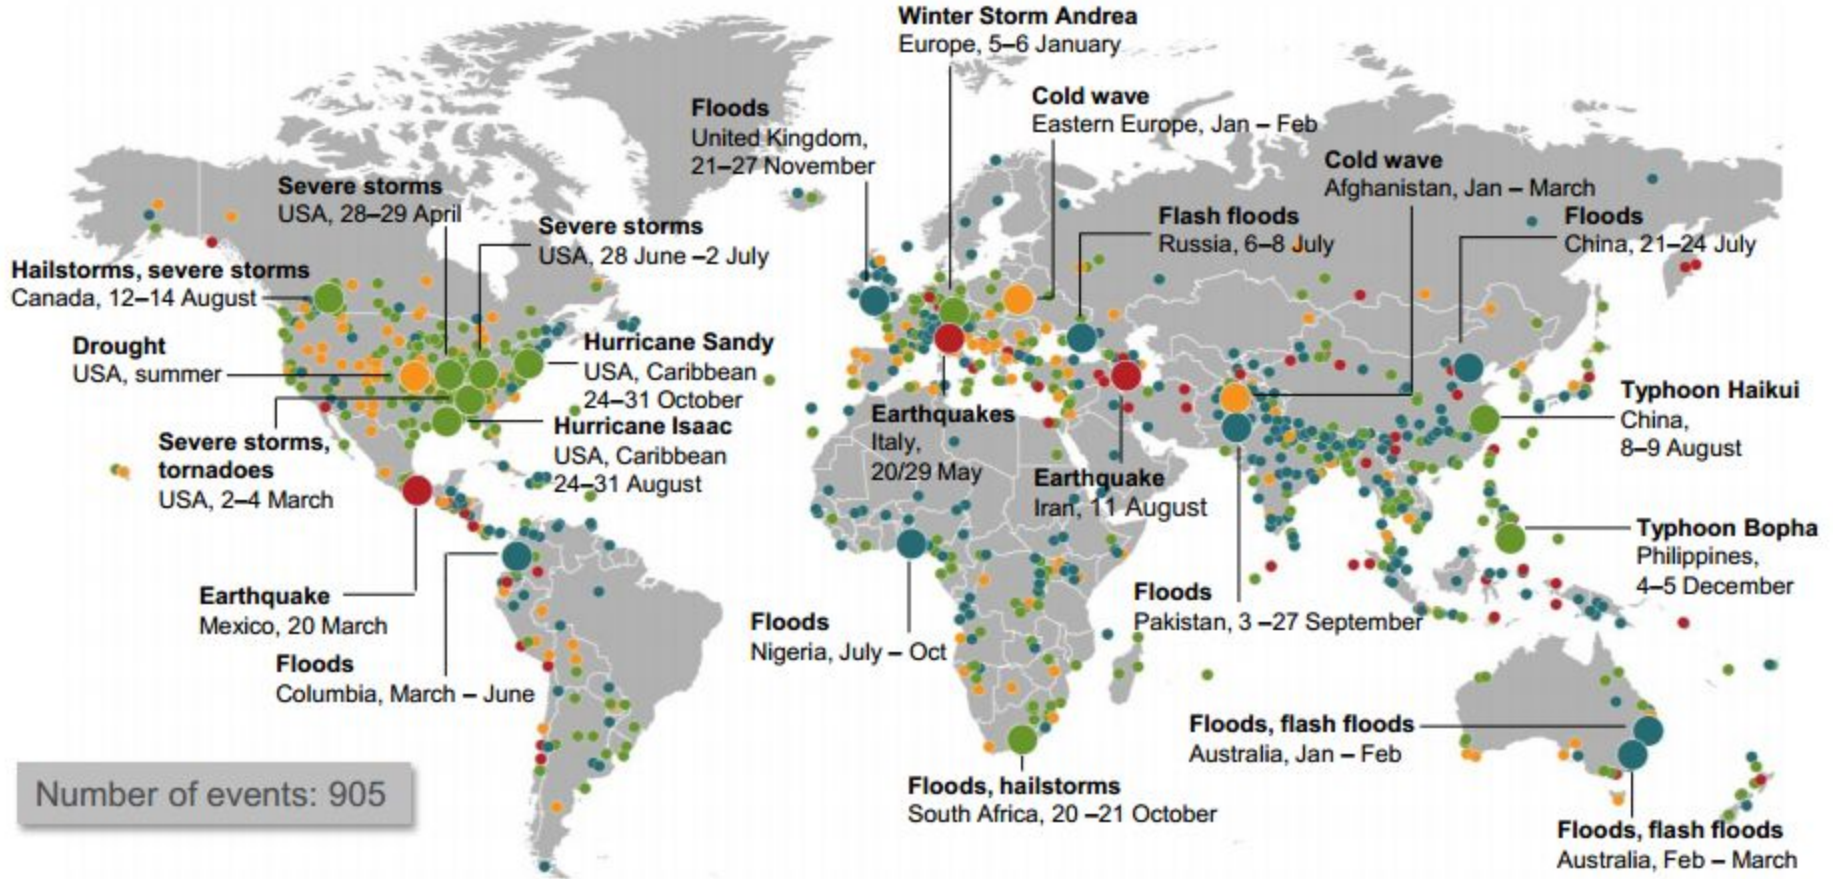 Winter Storm Andrea
Europe, 5–6 January
Cold wave
Eastern Europe, Jan – Feb
Floods
United Kingdom,
21–27 November
Cold wave
Afghanistan, Jan – March
Severe storms
USA, 28–29 April
Flash floods
Russia, 6–8 July
Floods
China, 21–24 July
Severe storms
USA, 28 June –2 July
Hailstorms, severe storms
Canada, 12–14 August
Drought
USA, summer
Hurricane Sandy
USA, Caribbean
24–31 October
Hurricane Isaac
USA, Caribbean
24–31 August
Severe storms,
tornadoes
USA, 2–4 March
Earthquakes
Italy,
20/29 May
Earthquake
Iran, 11 August
Typhoon Haikui
China,
8–9 August
Typhoon Bopha
Philippines,
4–5 December
Earthquake
Mexico, 20 March
Floods
Columbia, March – June
Floods
Nigeria, July – Oct
Floods
Pakistan, 3 –27 September
Floods, flash floods
Australia, Jan – Feb
Floods, hailstorms
South Africa, 20 –21 October
Floods, flash floods
Australia, Feb – March
Number of events: 905